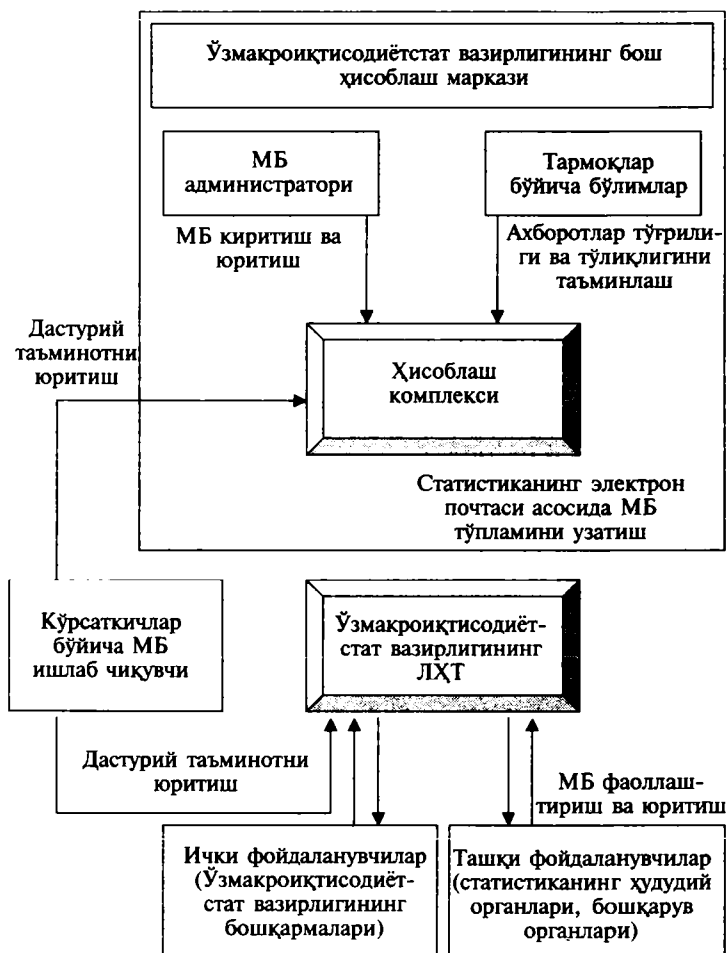 Ўзмакроиқтисодиётстат вазирлигининг бош
ҳисоблаш маркази
МБ
администратори
Тармоқлар
бўйича бўлимлар
МБ киритиш ва
юритиш
Ахборотлар тўғрили-
ги ва тўлиқлигини
таъминлаш
Дастурий
таъминотни
юритиш
Ҳисоблаш
комплекси
Статистиканинг электрон
почтаси асосида МБ
тўпламини узатиш
Кўрсаткичлар
бўйича МБ
ишлаб чиқувчи
Ўзмакроиқтисодиёт-
стат вазирлигининг
ЛҲТ
Дастурий таъминотни
юритиш
МБ фаоллаш-
тириш ва юритиш
Ички фойдаланувчилар
(Ўзмакроиқтисодиёт-
стат вазирлигининг
бошқармалари)
Ташқи фойдаланувчилар
(статистиканинг ҳудудий
органлари, бошқарув
органлари)